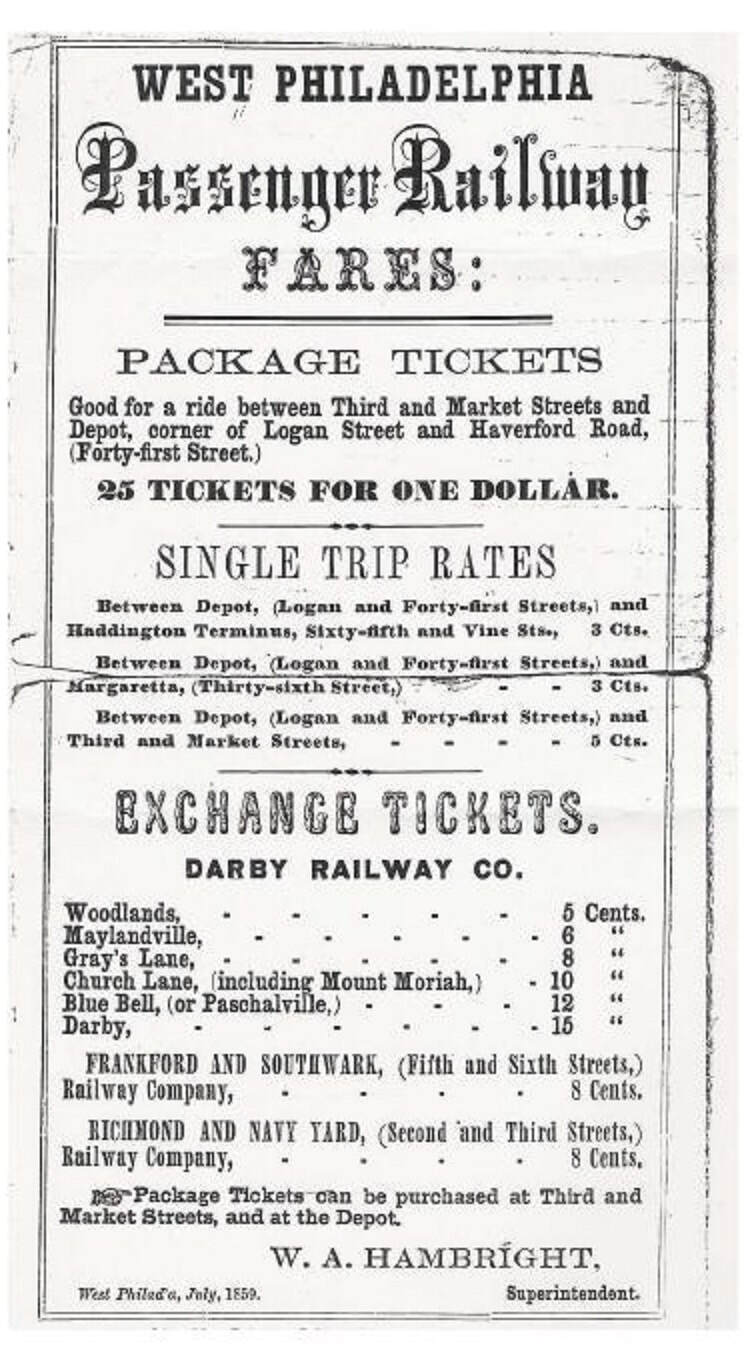 WEST PHILADELPHIA
Passenger Railway
FARES:
PACKAGE TICKETS
Good for a ride between Third and Market Streets and
Depot, corner of Logan Street and Haverford Road,
(Forty-first Street.)
25 TICKETS FOR ONE DOLLAR.
SINGLE TRIP RATES
Between Depot, (Logan and Forty-first Streets,) and
Haddington Terminus, Sixty-fifth and Vine Sts., 3 Cts.
Between Depot, (Logan and Forty-first Streets,) and
Margaretta, (Thirty-sixth Street,) - - 3 Cts.
Between Depot, (Logan and Forty-first Streets,) and
Third and Market Streets, - - - - 5 Cts.
EXCHANGE TICKETS.
DARBY RAILWAY CO.
Woodlands, - - - - - 5 Cents.
Maylandville, - - - - - 6 “
Gray's Lane, - - - - - 8 “
Church Lane, (including Mount Moriah,) - 10 “
Blue Bell, (or Paschalville,) - - - 12 “
Darby, - - - - - - 15 “
FRANKFORD AND SOUTHWARK, (Fifth and Sixth Streets,)
Railway Company, - - - - 8 Cents.
RICHMOND AND NAVY YARD, (Second and Third Streets,)
Railway Company, - - - - 8 Cents.
☞Package Tickets can be purchased at Third and
Market Streets, and at the Depot.
W. A. HAMBRIGHT,
West Philad'a, July, 1859. Superintendent.